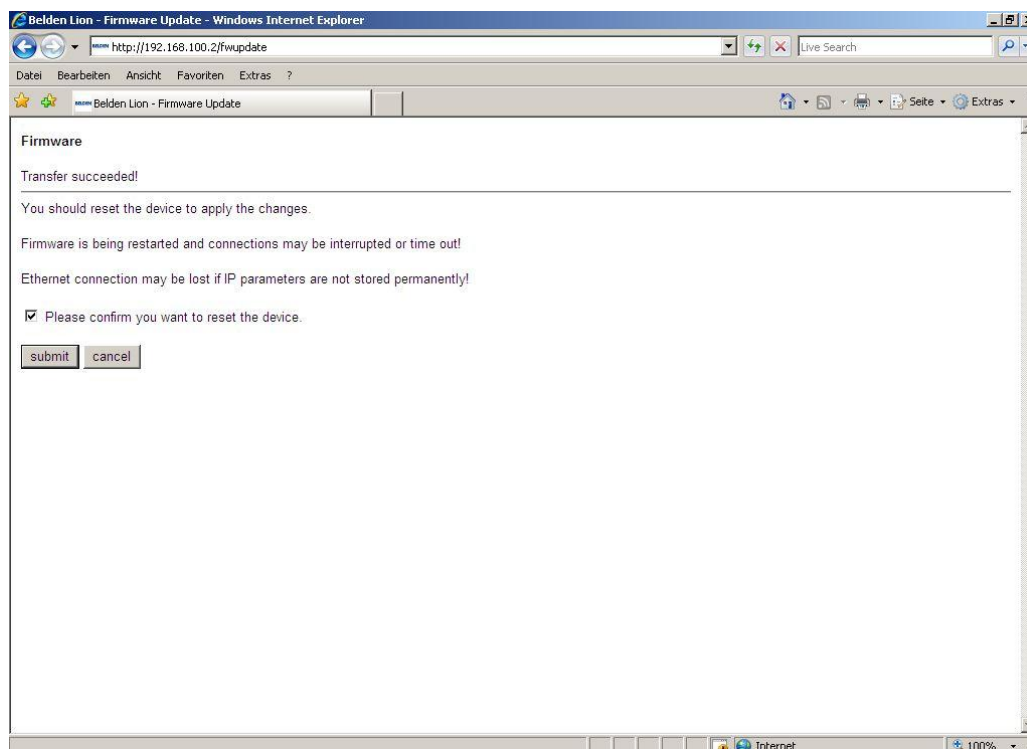 Belden Lion - Firmware Update - Windows Internet Explorer
BELDEN http://192.168.100.2/fwupdate Live Search
Datei Bearbeiten Ansicht Favoriten Extras ?
BELDEN Belden Lion - Firmware Update Seite Extras
Firmware
Transfer succeeded!
You should reset the device to apply the changes.
Firmware is being restarted and connections may be interrupted or time out!
Ethernet connection may be lost if IP parameters are not stored permanently!
Please confirm you want to reset the device.
submit cancel
Internet 100%